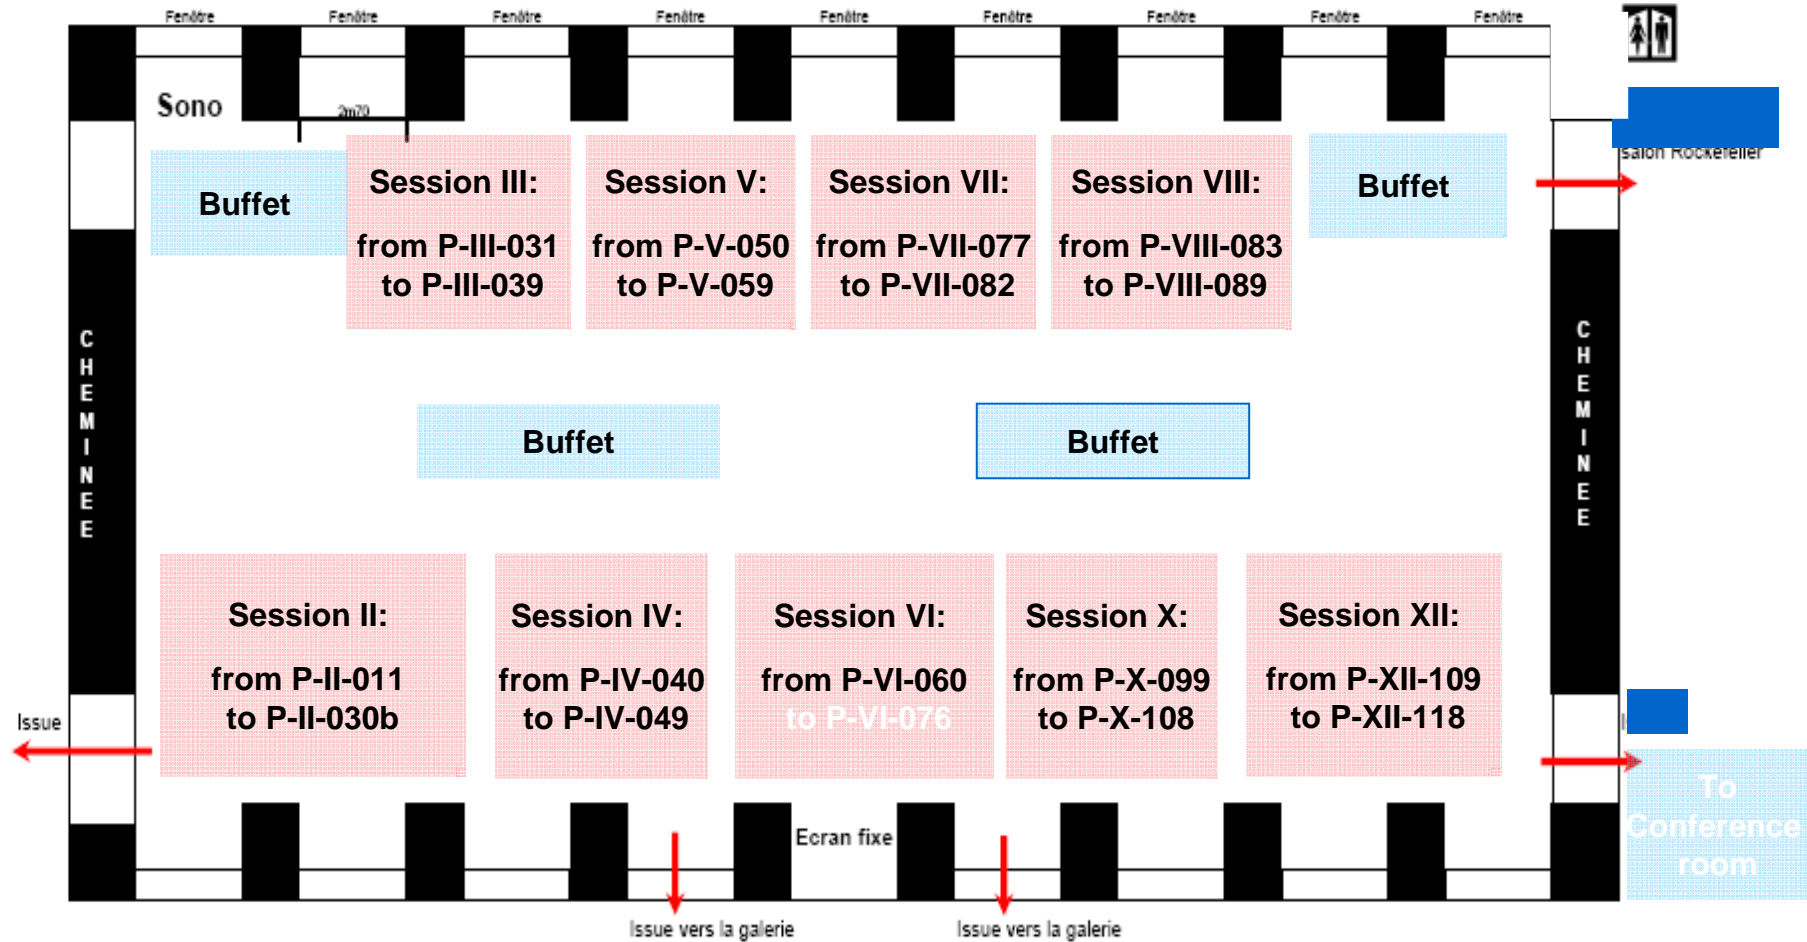 Fenêtre Fenêtre Fenêtre Fenêtre Fenêtre Fenêtre Fenêtre Fenêtre Fenêtre
Sono
2m70
salon Rockefeller
Buffet
Session III:
from P-III-031
to P-III-039
Session V:
from P-V-050
to P-V-059
Session VII:
from P-VII-077
to P-VII-082
Session VIII:
from P-VIII-083
to P-VIII-089
Buffet
CHEMINEE
Buffet
Buffet
CHEMINEE
Session II:
from P-II-011
to P-II-030b
Session IV:
from P-IV-040
to P-IV-049
Session VI:
from P-VI-060
to P-VI-076
Session X:
from P-X-099
to P-X-108
Session XII:
from P-XII-109
to P-XII-118
Issue
To
Conference
room
Ecran fixe
Issue vers la galerie
Issue vers la galerie